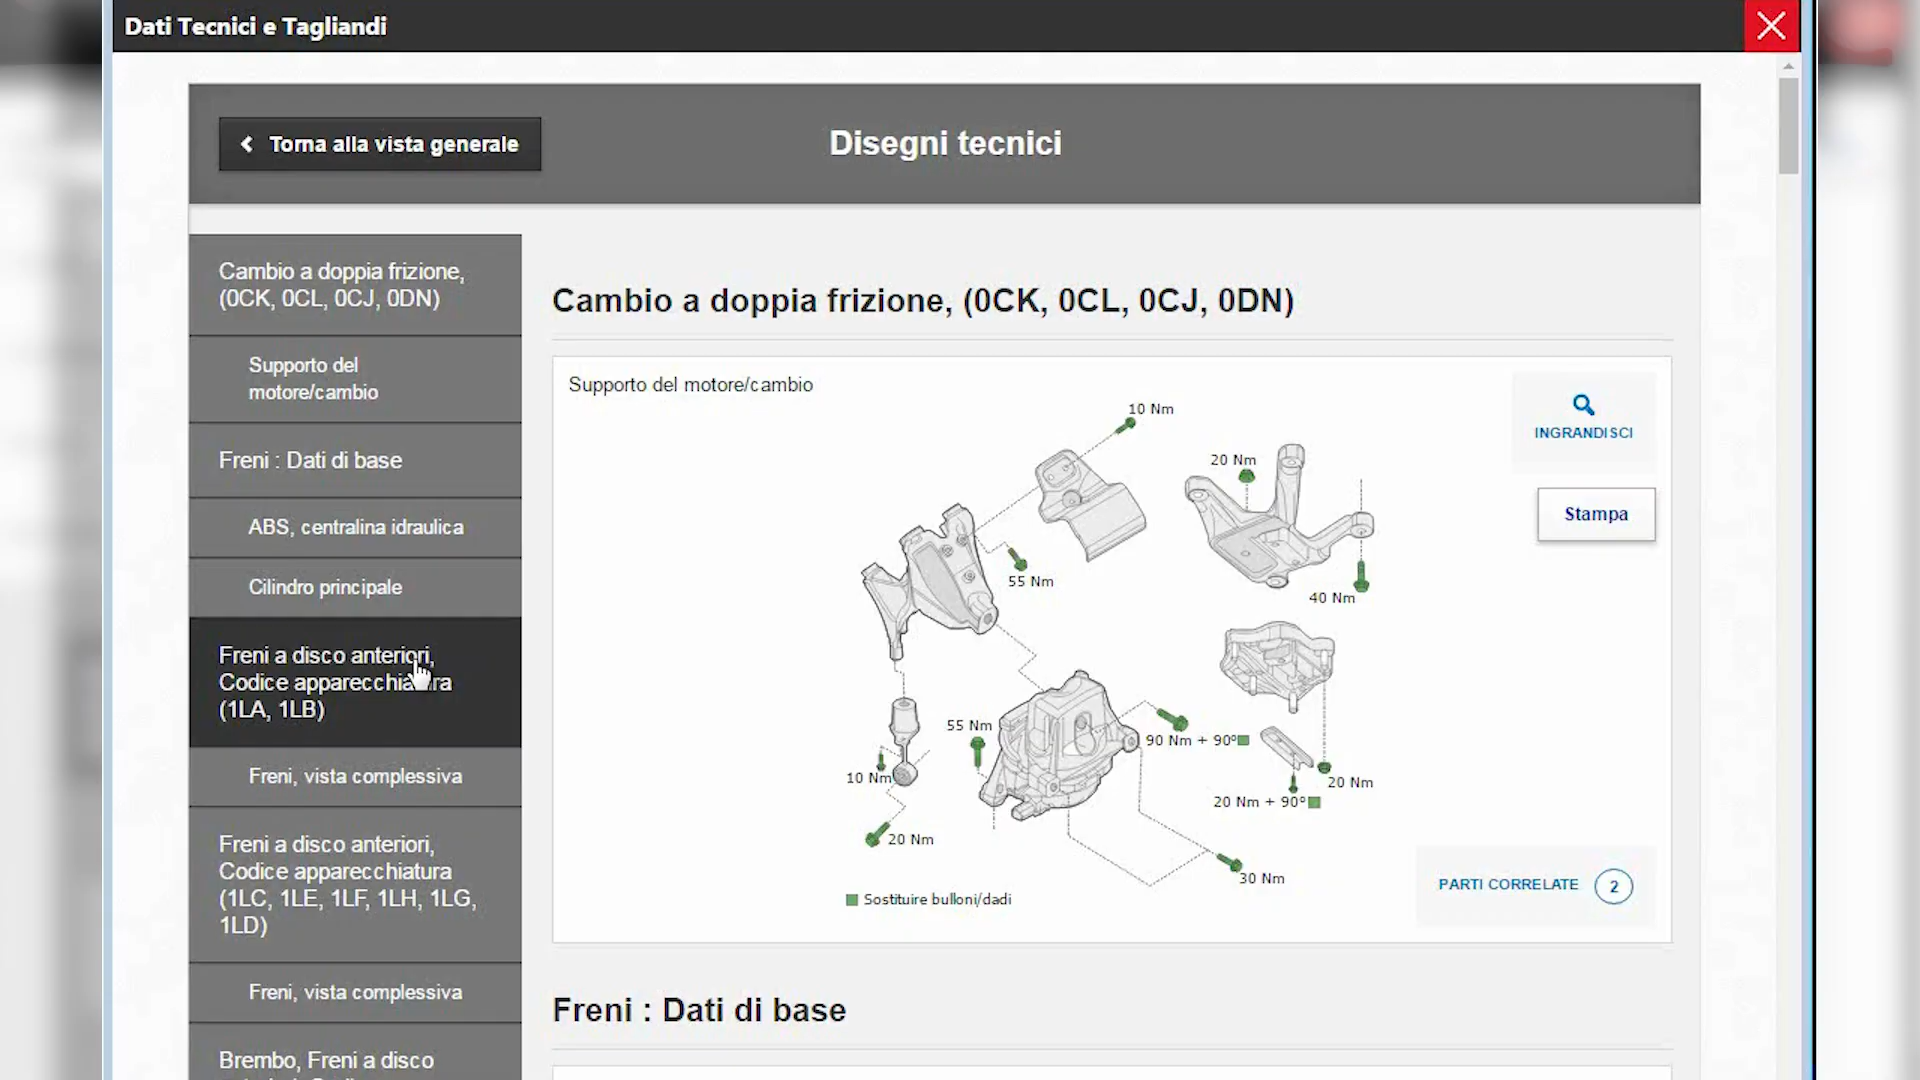 Dati Tecnici e Tagliandi
Torna alla vista generale
Disegni tecnici
Cambio a doppia frizione,
(0CK, 0CL, 0CJ, 0DN)
Supporto del
motore/cambio
Freni : Dati di base
ABS, centralina idraulica
Cilindro principale
Freni a disco anteriori,
Codice apparecchiatura
(1LA, 1LB)
Freni, vista complessiva
Freni a disco anteriori,
Codice apparecchiatura
(1LC, 1LE, 1LF, 1LH, 1LG,
1LD)
Freni, vista complessiva
Brembo, Freni a disco
Cambio a doppia frizione, (0CK, 0CL, 0CJ, 0DN)
Supporto del motore/cambio
10 Nm
20 Nm
55 Nm
40 Nm
55 Nm
90 Nm + 90°
10 Nm
20 Nm
20 Nm + 90°
20 Nm
30 Nm
Sostituire bulloni/dadi
INGRANDISCI
Stampa
PARTI CORRELATE 2
Freni : Dati di base